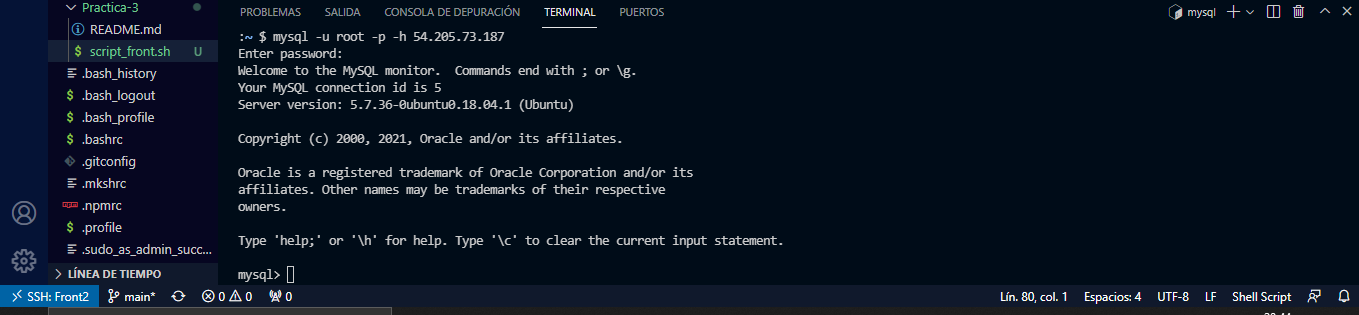 Practica-3
README.md
script_front.sh U
.bash_history
.bash_logout
.bash_profile
.bashrc
.gitconfig
.mkshrc
.npmrc
.profile
.sudo_as_admin_succ...
LÍNEA DE TIEMPO
PROBLEMAS SALIDA CONSOLA DE DEPURACIÓN TERMINAL PUERTOS
mysql
:~ $ mysql -u root -p -h 54.205.73.187
Enter password:
Welcome to the MySQL monitor.  Commands end with ; or \g.
Your MySQL connection id is 5
Server version: 5.7.36-0ubuntu0.18.04.1 (Ubuntu)
Copyright (c) 2000, 2021, Oracle and/or its affiliates.
Oracle is a registered trademark of Oracle Corporation and/or its
affiliates. Other names may be trademarks of their respective
owners.
Type 'help;' or '\h' for help. Type '\c' to clear the current input statement.
mysql>
SSH: Front2 main* 0 0 0 Lín. 80, col. 1 Espacios: 4 UTF-8 LF Shell Script